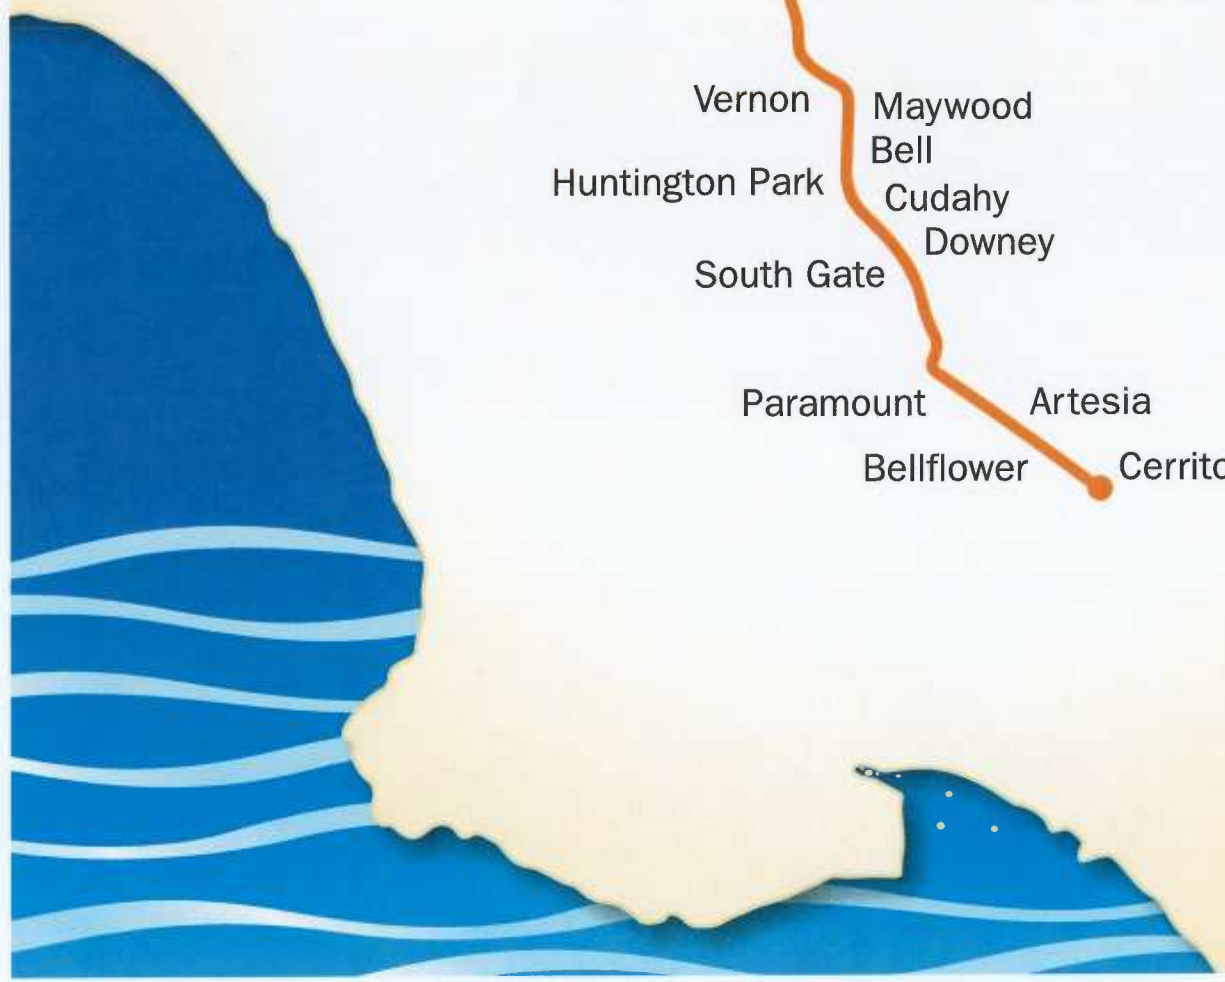 Vernon
Maywood
Bell
Huntington Park
Cudahy
Downey
South Gate
Paramount
Artesia
Bellflower